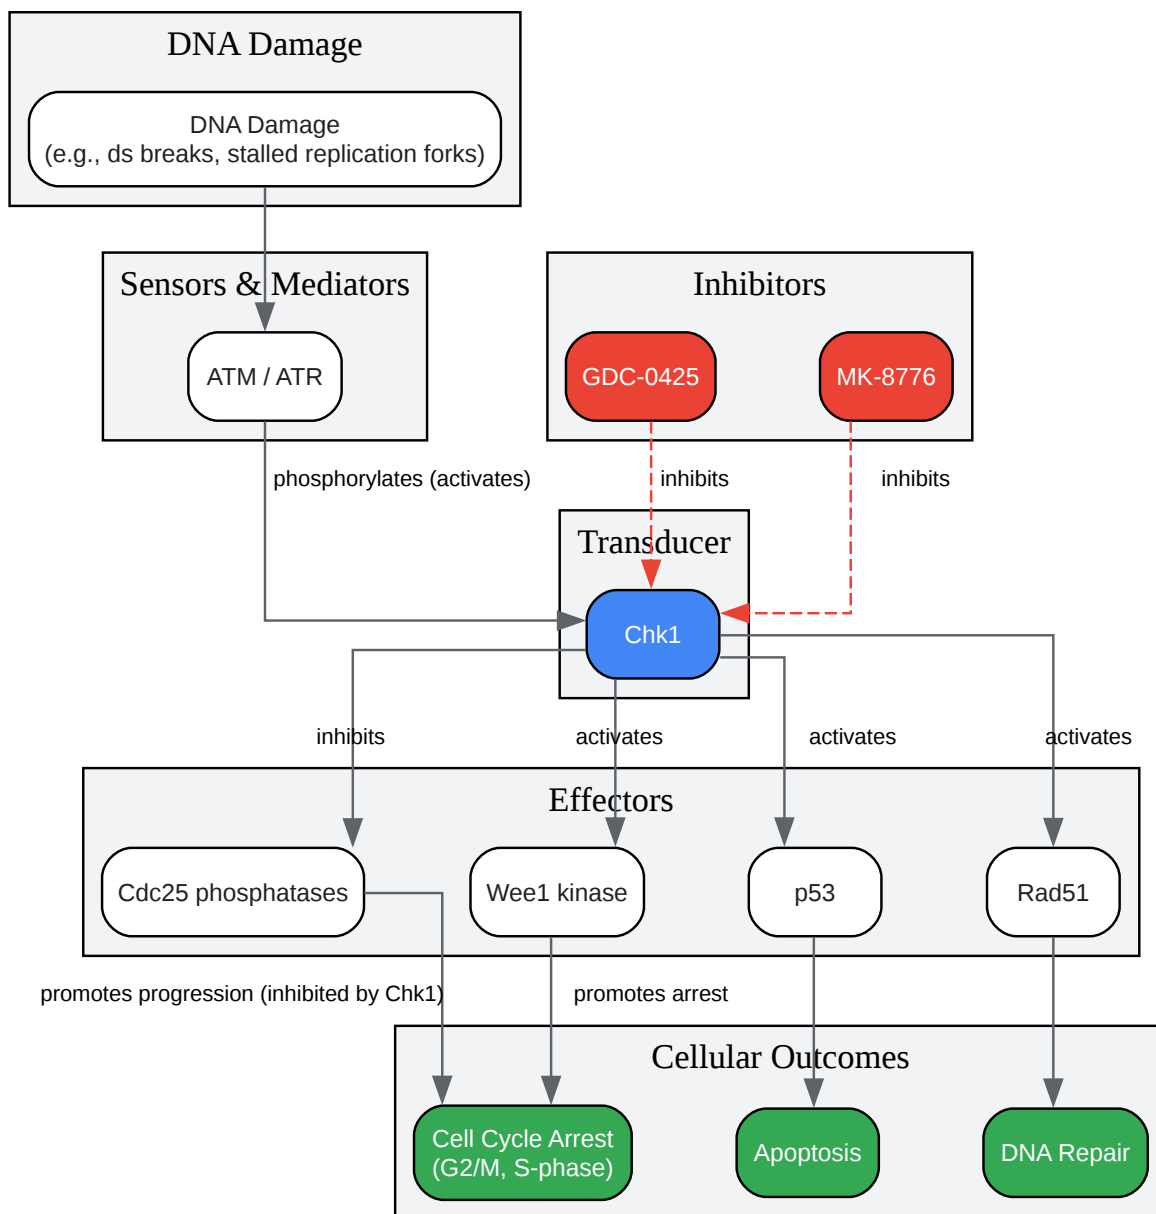 DNA Damage
DNA Damage
(e.g., ds breaks, stalled replication forks)
Sensors & Mediators
Inhibitors
ATM / ATR
GDC-0425
MK-8776
phosphorylates (activates)
inhibits
inhibits
Transducer
Chk1
inhibits
activates
activates
activates
Effectors
Cdc25 phosphatases
Wee1 kinase
p53
Rad51
promotes progression (inhibited by Chk1)
promotes arrest
Cellular Outcomes
Cell Cycle Arrest
(G2/M, S-phase)
Apoptosis
DNA Repair